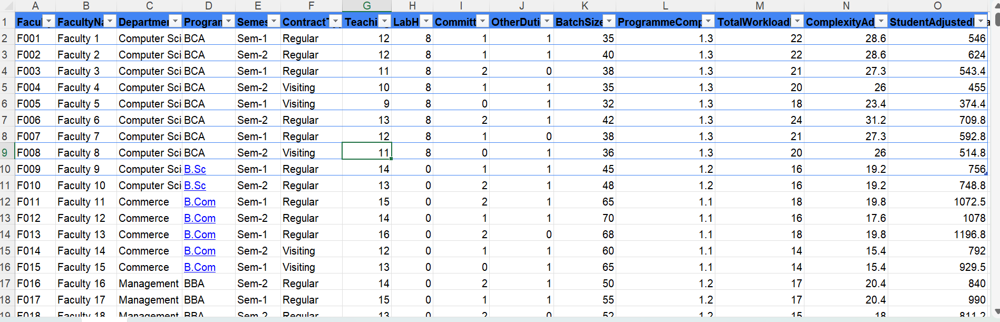 A B C D E F G H I J K L M N O
1 Facul FacultyNa Departmer Program Semes ContractT Teachi LabH Committ OtherDuti BatchSize ProgrammeComp TotalWorkload ComplexityAd StudentAdjustedl
2 F001 Faculty 1 Computer Sci BCA Sem-1 Regular 12 8 1 1 35 1.3 22 28.6 546
3 F002 Faculty 2 Computer Sci BCA Sem-2 Regular 12 8 1 1 40 1.3 22 28.6 624
4 F003 Faculty 3 Computer Sci BCA Sem-1 Regular 11 8 2 0 38 1.3 21 27.3 543.4
5 F004 Faculty 4 Computer Sci BCA Sem-2 Visiting 10 8 1 1 35 1.3 20 26 455
6 F005 Faculty 5 Computer Sci BCA Sem-1 Visiting 9 8 0 1 32 1.3 18 23.4 374.4
7 F006 Faculty 6 Computer Sci BCA Sem-2 Regular 13 8 2 1 42 1.3 24 31.2 709.8
8 F007 Faculty 7 Computer Sci BCA Sem-1 Regular 12 8 1 0 38 1.3 21 27.3 592.8
9 F008 Faculty 8 Computer Sci BCA Sem-2 Visiting 11 8 0 1 36 1.3 20 26 514.8
10 F009 Faculty 9 Computer Sci B.Sc Sem-1 Regular 14 0 1 1 45 1.2 16 19.2 756
11 F010 Faculty 10 Computer Sci B.Sc Sem-2 Regular 13 0 2 1 48 1.2 16 19.2 748.8
12 F011 Faculty 11 Commerce B.Com Sem-1 Regular 15 0 2 1 65 1.1 18 19.8 1072.5
13 F012 Faculty 12 Commerce B.Com Sem-2 Regular 14 0 1 1 70 1.1 16 17.6 1078
14 F013 Faculty 13 Commerce B.Com Sem-1 Regular 16 0 2 0 68 1.1 18 19.8 1196.8
15 F014 Faculty 14 Commerce B.Com Sem-2 Visiting 12 0 1 1 60 1.1 14 15.4 792
16 F015 Faculty 15 Commerce B.Com Sem-1 Visiting 13 0 0 1 65 1.1 14 15.4 929.5
17 F016 Faculty 16 Management BBA Sem-2 Regular 14 0 2 1 50 1.2 17 20.4 840
18 F017 Faculty 17 Management BBA Sem-1 Regular 15 0 1 1 55 1.2 17 20.4 990
19 F018 Faculty 18 Management BBA Sem-2 Regular 13 0 2 0 52 1.2 15 18 811.2